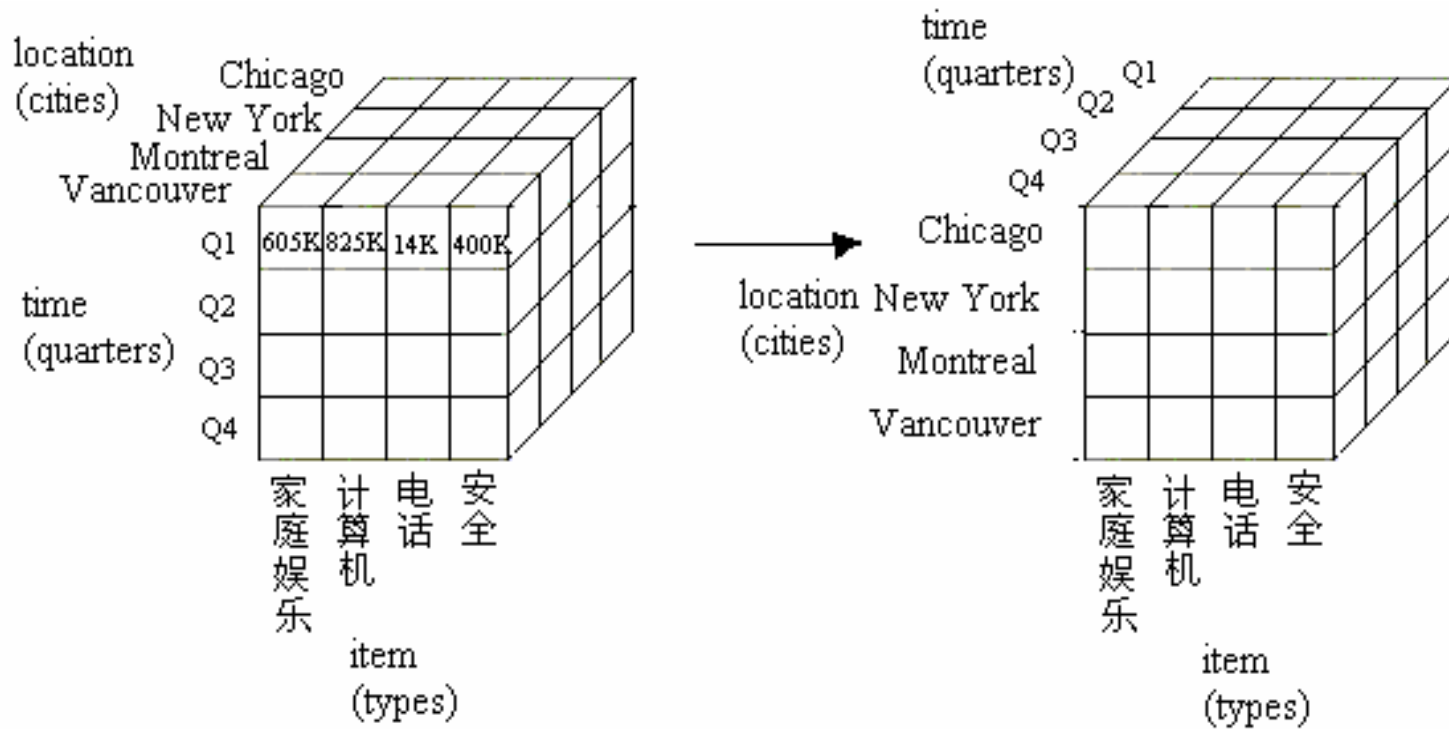 location
(cities)
Chicago
New York
Montreal
Vancouver
Q1
605K 825K 14K 400K
time
(quarters)
Q2
Q3
Q4
家庭娱乐
计算机
电话
安全
item
(types)
time
(quarters)
Q1
Q2
Q3
Q4
location
(cities)
Chicago
New York
Montreal
Vancouver
家庭娱乐
计算机
电话
安全
item
(types)